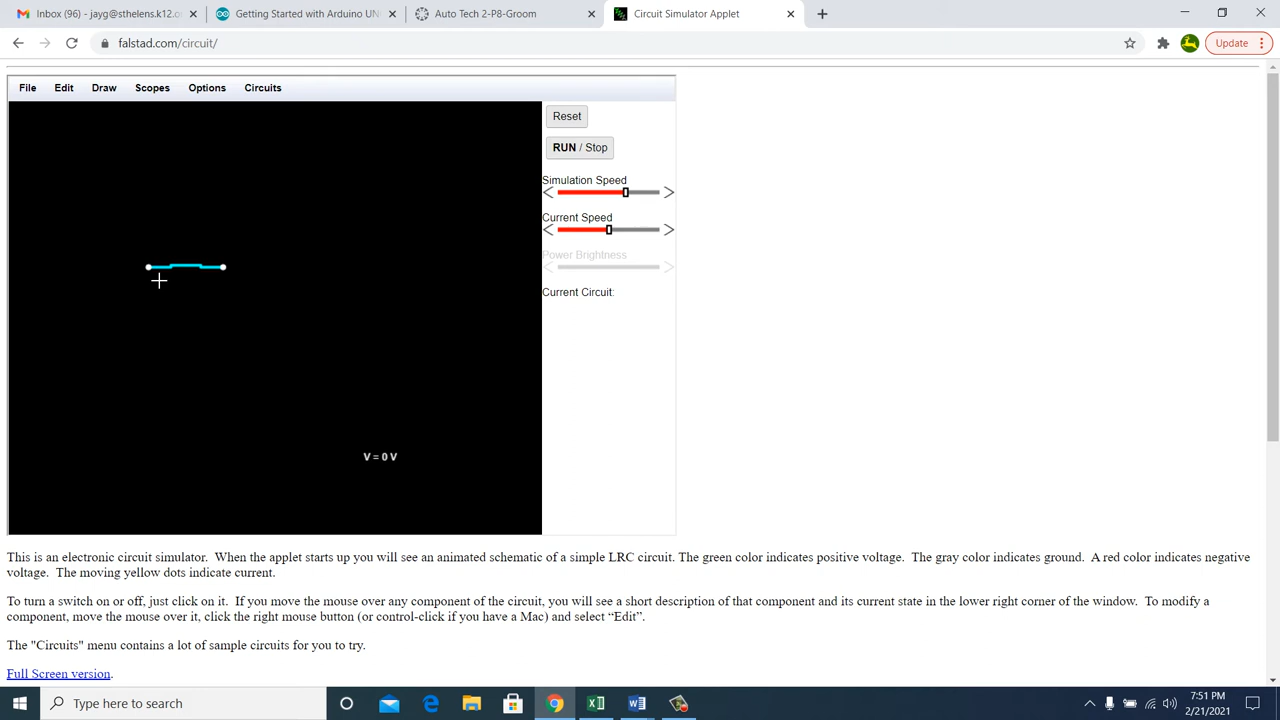 Inbox (96) - jayg@sthelens.k12.o
Getting Started with Arduino UN
Auto Tech 2-P8-Groom
Circuit Simulator Applet
falstad.com/circuit/
Update
File Edit Draw Scopes Options Circuits
Reset
RUN / Stop
Simulation Speed
Current Speed
Power Brightness
Current Circuit:
V = 0 V
This is an electronic circuit simulator. When the applet starts up you will see an animated schematic of a simple LRC circuit. The green color indicates positive voltage. The gray color indicates ground. A red color indicates negative
voltage. The moving yellow dots indicate current.
To turn a switch on or off, just click on it. If you move the mouse over any component of the circuit, you will see a short description of that component and its current state in the lower right corner of the window. To modify a
component, move the mouse over it, click the right mouse button (or control-click if you have a Mac) and select “Edit”.
The "Circuits" menu contains a lot of sample circuits for you to try.
Full Screen version.
Type here to search
7:51 PM
2/21/2021